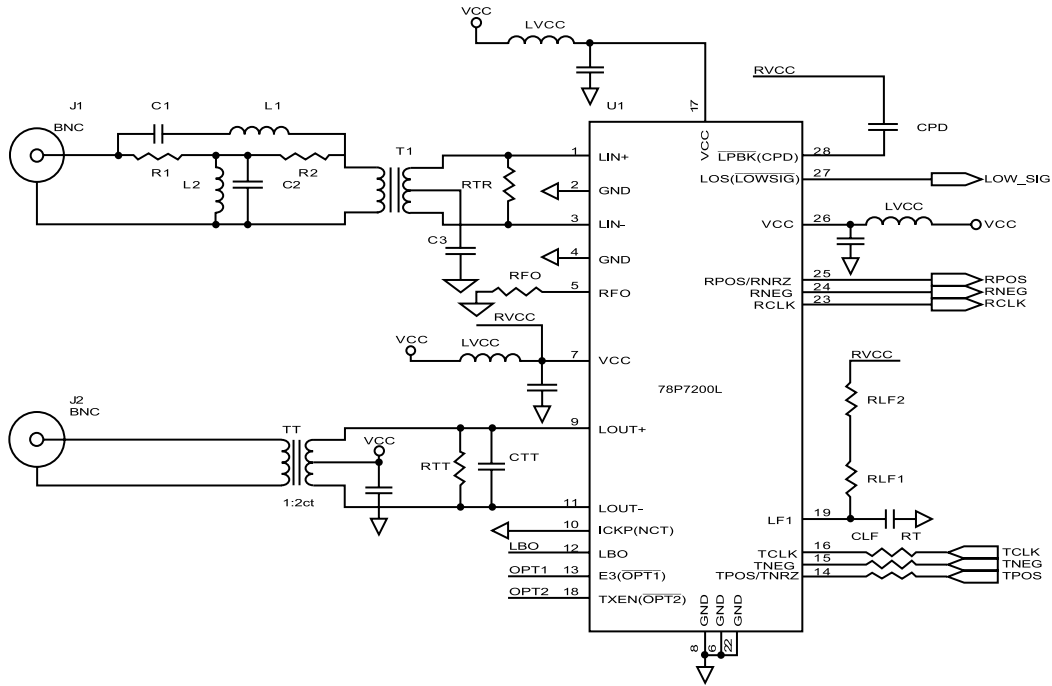 VCC
LVCC
RVCC
J1
BNC
C1
L1
U1
17
VCC
CPD
R1
L2
C2
R2
T1
RTR
1
LIN+
2
GND
3
LIN-
C3
4
GND
RFO
5
RFO
RVCC
VCC
LVCC
7
VCC
LPBK(CPD)
28
LOS(LOWSIG)
27
LOW_SIG
VCC
26
LVCC
VCC
RPOS/RNRZ
25
RPOS
RNEG
24
RNEG
RCLK
23
RCLK
78P7200L
RVCC
RLF2
RLF1
J2
BNC
TT
1:2ct
VCC
RTT
CTT
9
LOUT+
11
LOUT-
10
ICKP(NCT)
LBO
12
LBO
OPT1
13
E3(OPT1)
OPT2
18
TXEN(OPT2)
LF1
19
CLF
RT
TCLK
16
TCLK
TNEG
15
TNEG
TPOS/TNRZ
14
TPOS
GND
GND
GND
8
6
22